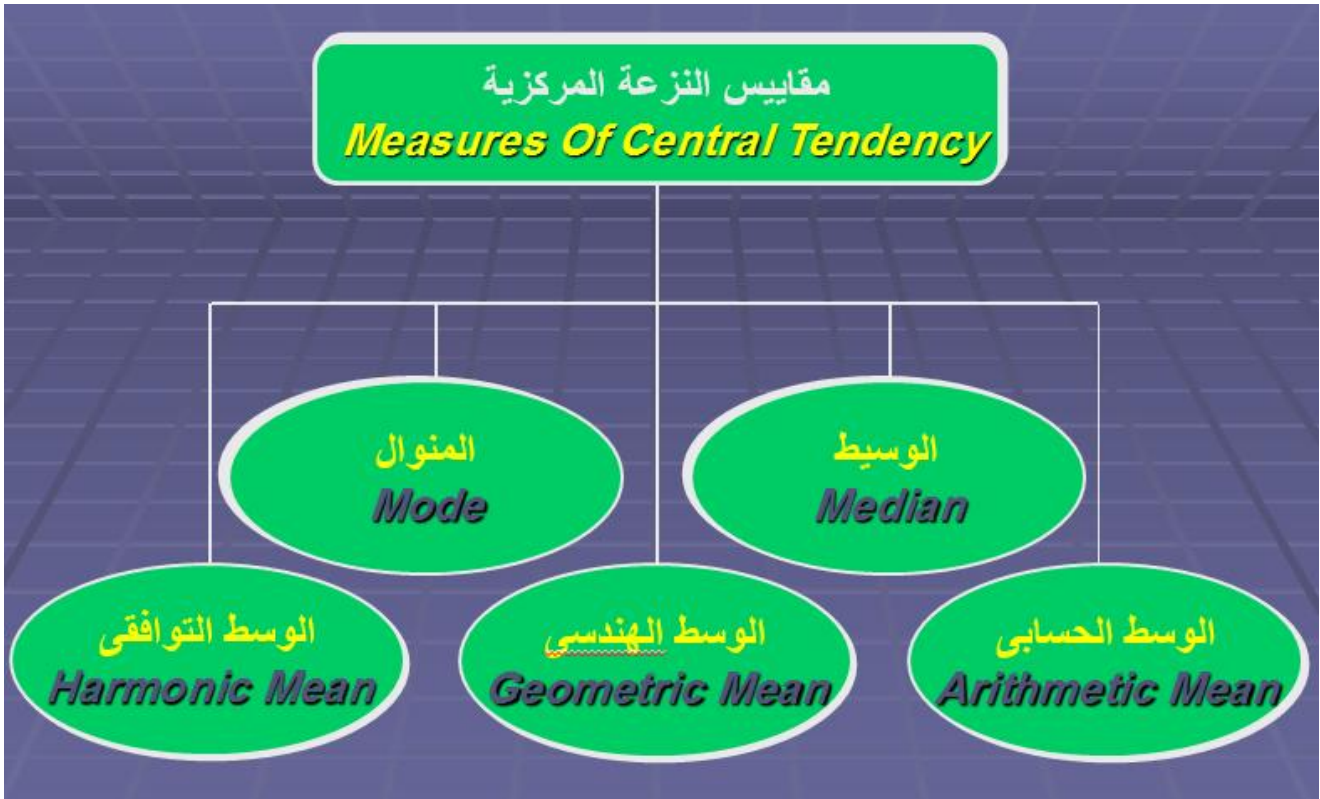 مقاييس النزعة المركزية
Measures Of Central Tendency
الوسيط
Median
المنوال
Mode
الوسط الحسابى
Arithmetic Mean
الوسط الهندسي
Geometric Mean
الوسط التوافقى
Harmonic Mean